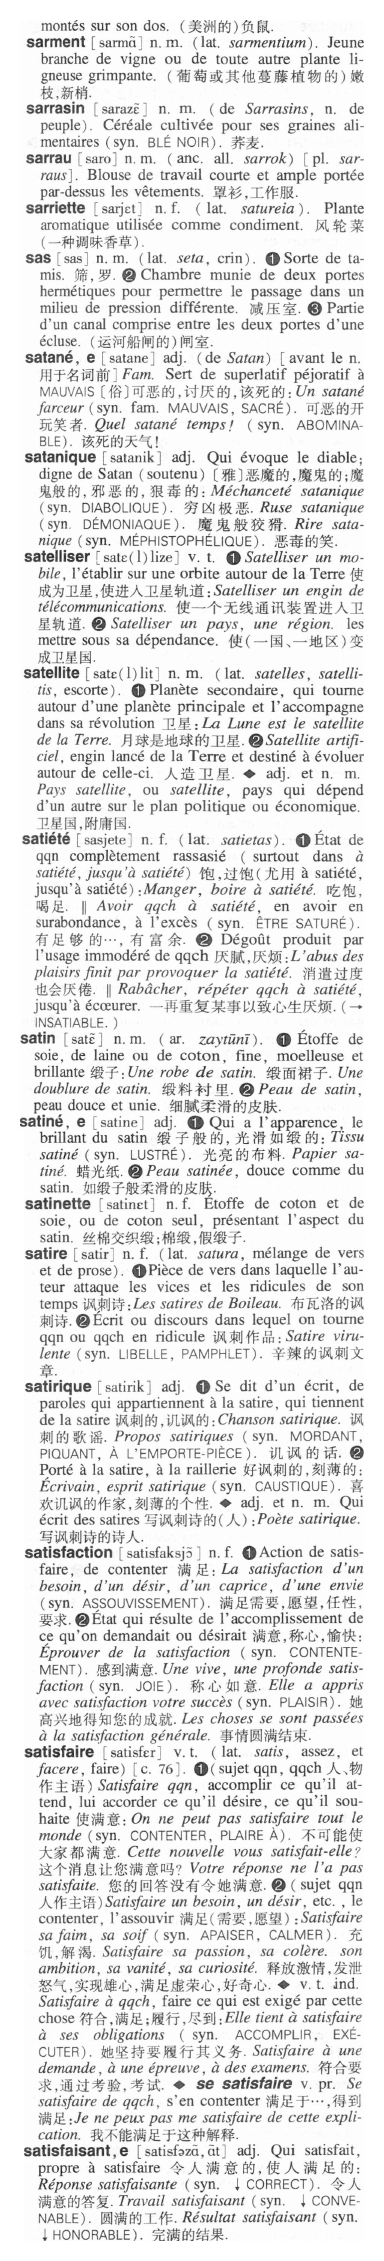 montés sur son dos. (美洲的)负鼠.
sarment [sarmɑ̃] n. m. (lat. sarmentium). Jeune
branche de vigne ou de toute autre plante li-
gneuse grimpante. (葡萄或其他蔓藤植物的)嫩
枝,新梢.
sarrasin [sarazɛ̃] n. m. (de Sarrasins, n. de
peuple). Céréale cultivée pour ses graines ali-
mentaires (syn. BLÉ NOIR). 荞麦.
sarrau [saro] n. m. (anc. all. sarrok) [pl. sar-
raus]. Blouse de travail courte et ample portée
par-dessus les vêtements. 罩衫,工作服.
sarriette [sarjɛt] n. f. (lat. satureia). Plante
aromatique utilisée comme condiment. 风轮菜
(一种调味香草).
sas [sas] n. m. (lat. seta, crin). ❶ Sorte de ta-
mis. 筛,罗. ❷ Chambre munie de deux portes
hermétiques pour permettre le passage dans un
milieu de pression différente. 减压室. ❸ Partie
d'un canal comprise entre les deux portes d'une
écluse. (运河船闸的)闸室.
satané, e [satane] adj. (de Satan) [avant le n.
用于名词前] Fam. Sert de superlatif péjoratif à
MAUVAIS [俗]可恶的,讨厌的,该死的: Un satané
farceur (syn. fam. MAUVAIS, SACRÉ). 可恶的开
玩笑者. Quel satané temps! (syn. ABOMINA-
BLE). 该死的天气!
satanique [satanik] adj. Qui évoque le diable;
digne de Satan (soutenu) [雅]恶魔的,魔鬼的;魔
鬼般的,邪恶的,狠毒的: Méchanceté satanique
(syn. DIABOLIQUE). 穷凶极恶. Ruse satanique
(syn. DÉMONIAQUE). 魔鬼般狡猾. Rire sata-
nique (syn. MÉPHISTOPHÉLIQUE). 恶毒的笑.
satelliser [satɛ(l)lize] v. t. ❶ Satelliser un mo-
bile, l'établir sur une orbite autour de la Terre 使
成为卫星,使进入卫星轨道: Satelliser un engin de
télécommunications. 使一个无线通讯装置进入卫
星轨道. ❷ Satelliser un pays, une région. les
mettre sous sa dépendance. 使(一国、一地区)变
成卫星国.
satellite [satɛ(l)lit] n. m. (lat. satelles, satelli-
tis, escorte). ❶ Planète secondaire, qui tourne
autour d'une planète principale et l'accompagne
dans sa révolution 卫星: La Lune est le satellite
de la Terre. 月球是地球的卫星. ❷ Satellite artifi-
ciel, engin lancé de la Terre et destiné à évoluer
autour de celle-ci. 人造卫星. ◆ adj. et n. m.
Pays satellite, ou satellite, pays qui dépend
d'un autre sur le plan politique ou économique.
卫星国,附庸国.
satiété [sasjete] n. f. (lat. satietas). ❶ État de
qqn complètement rassasié (surtout dans à
satiété, jusqu'à satiété) 饱,过饱(尤用 à satiété,
jusqu'à satiété): Manger, boire à satiété. 吃饱,
喝足. ‖ Avoir qqch à satiété, en avoir en
surabondance, à l'excès (syn. ÊTRE SATURÉ).
有足够的…,有富余. ❷ Dégoût produit par
l'usage immodéré de qqch 厌腻,厌烦: L'abus des
plaisirs finit par provoquer la satiété. 消遣过度
也会厌倦. ‖ Rabâcher, répéter qqch à satiété,
jusqu'à écœurer. 一再重复某事以致心生厌烦. (→
INSATIABLE. )
satin [satɛ̃] n. m. (ar. zaytūnī). ❶ Étoffe de
soie, de laine ou de coton, fine, moelleuse et
brillante 缎子: Une robe de satin. 缎面裙子. Une
doublure de satin. 缎料衬里. ❷ Peau de satin,
peau douce et unie. 细腻柔滑的皮肤.
satiné, e [satine] adj. ❶ Qui a l'apparence, le
brillant du satin 缎子般的,光滑如缎的: Tissu
satiné (syn. LUSTRÉ). 光亮的布料. Papier sa-
tiné. 蜡光纸. ❷ Peau satinée, douce comme du
satin. 如缎子般柔滑的皮肤.
satinette [satinɛt] n. f. Étoffe de coton et de
soie, ou de coton seul, présentant l'aspect du
satin. 丝棉交织缎;棉缎,假缎子.
satire [satir] n. f. (lat. satura, mélange de vers
et de prose). ❶ Pièce de vers dans laquelle l'au-
teur attaque les vices et les ridicules de son
temps 讽刺诗: Les satires de Boileau. 布瓦洛的讽
刺诗. ❷ Écrit ou discours dans lequel on tourne
qqn ou qqch en ridicule 讽刺作品: Satire viru-
lente (syn. LIBELLE, PAMPHLET). 辛辣的讽刺文
章.
satirique [satirik] adj. ❶ Se dit d'un écrit, de
paroles qui appartiennent à la satire, qui tiennent
de la satire 讽刺的,讥讽的: Chanson satirique. 讽
刺的歌谣. Propos satiriques (syn. MORDANT,
PIQUANT, À L'EMPORTE-PIÈCE). 讥讽的话. ❷
Porté à la satire, à la raillerie 好讽刺的,刻薄的:
Écrivain, esprit satirique (syn. CAUSTIQUE). 喜
欢讥讽的作家,刻薄的个性. ◆ adj. et n. m. Qui
écrit des satires 写讽刺诗的(人): Poète satirique.
写讽刺诗的诗人.
satisfaction [satisfaksjɔ̃] n. f. ❶ Action de satis-
faire, de contenter 满足: La satisfaction d'un
besoin, d'un désir, d'un caprice, d'une envie
(syn. ASSOUVISSEMENT). 满足需要,愿望,任性,
要求. ❷ État qui résulte de l'accomplissement de
ce qu'on demandait ou désirait 满意,称心,愉快:
Éprouver de la satisfaction (syn. CONTENTE-
MENT). 感到满意. Une vive, une profonde satis-
faction (syn. JOIE). 称心如意. Elle a appris
avec satisfaction votre succès (syn. PLAISIR). 她
高兴地得知您的成就. Les choses se sont passées
à la satisfaction générale. 事情圆满结束.
satisfaire [satisfɛr] v. t. (lat. satis, assez, et
facere, faire) [c. 76]. ❶ (sujet qqn, qqch 人、物
作主语) Satisfaire qqn, accomplir ce qu'il at-
tend, lui accorder ce qu'il désire, ce qu'il sou-
haite 使满意: On ne peut pas satisfaire tout le
monde (syn. CONTENTER, PLAIRE À). 不可能使
大家都满意. Cette nouvelle vous satisfait-elle?
这个消息让您满意吗? Votre réponse ne l'a pas
satisfaite. 您的回答没有令她满意. ❷ (sujet qqn
人作主语) Satisfaire un besoin, un désir, etc., le
contenter, l'assouvir 满足(需要,愿望): Satisfaire
sa faim, sa soif (syn. APAISER, CALMER). 充
饥,解渴. Satisfaire sa passion, sa colère. son
ambition, sa vanité, sa curiosité. 释放激情,发泄
怒气,实现雄心,满足虚荣心,好奇心. ◆ v. t. ind.
Satisfaire à qqch, faire ce qui est exigé par cette
chose 符合,满足;履行,尽到: Elle tient à satisfaire
à ses obligations (syn. ACCOMPLIR, EXÉ-
CUTER). 她坚持要履行其义务. Satisfaire à une
demande, à une épreuve, à des examens. 符合要
求,通过考验,考试. ◆ se satisfaire v. pr. Se
satisfaire de qqch, s'en contenter 满足于…,得到
满足: Je ne peux pas me satisfaire de cette expli-
cation. 我不能满足于这种解释.
satisfaisant, e [satisfəzɑ̃, ɑ̃t] adj. Qui satisfait,
propre à satisfaire 令人满意的,使人满足的:
Réponse satisfaisante (syn. ↓ CORRECT). 令人
满意的答复. Travail satisfaisant (syn. ↓ CONVE-
NABLE). 圆满的工作. Résultat satisfaisant (syn.
↓ HONORABLE). 完满的结果.